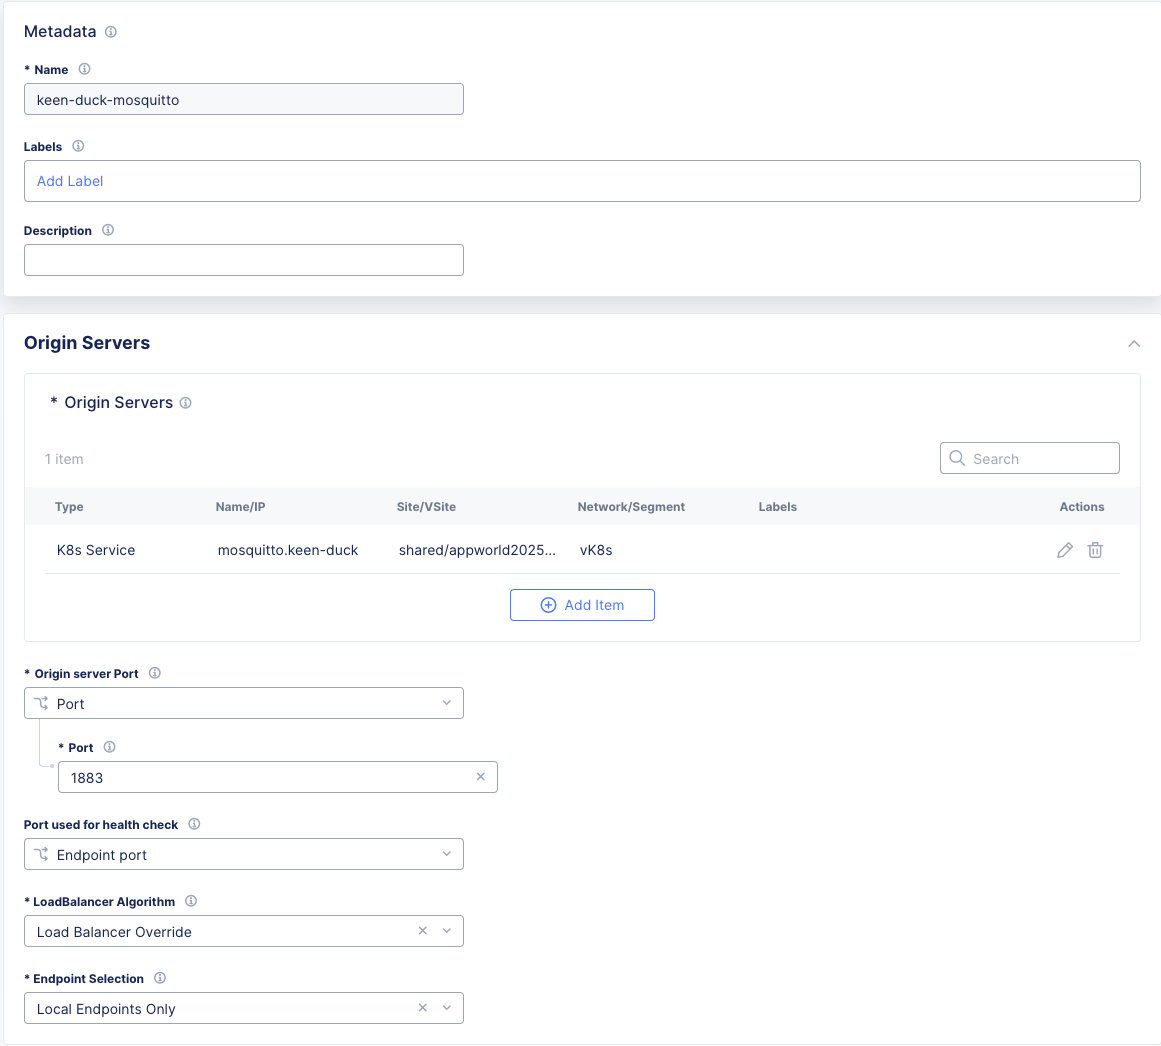 Metadata
* Name
keen-duck-mosquitto
Labels
Add Label
Description
Origin Servers
* Origin Servers
1 item
Search
Type Name/IP Site/VSite Network/Segment Labels Actions
K8s Service mosquitto.keen-duck shared/appworld2025... vK8s
Add Item
* Origin server Port
Port
* Port
1883
Port used for health check
Endpoint port
* LoadBalancer Algorithm
Load Balancer Override
* Endpoint Selection
Local Endpoints Only